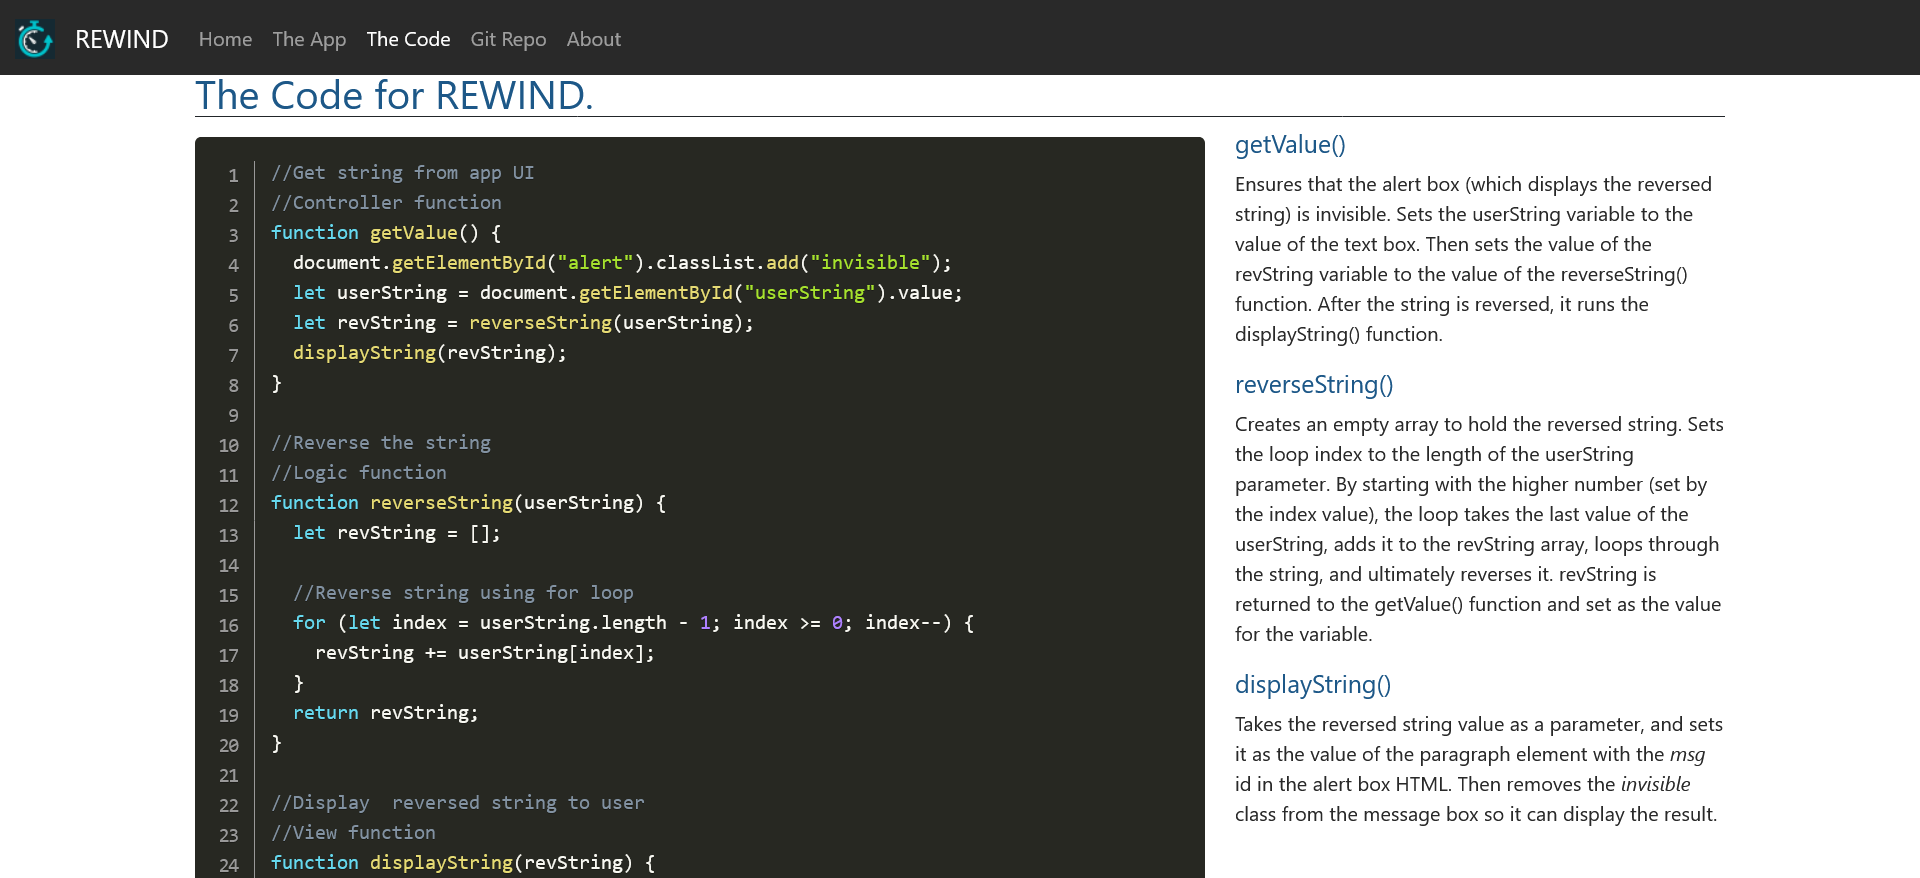 REWIND Home The App The Code Git Repo About
The Code for REWIND.
1 //Get string from app UI
2 //Controller function
3 function getValue() {
4   document.getElementById("alert").classList.add("invisible");
5   let userString = document.getElementById("userString").value;
6   let revString = reverseString(userString);
7   displayString(revString);
8 }
9
10 //Reverse the string
11 //Logic function
12 function reverseString(userString) {
13   let revString = [];
14
15   //Reverse string using for loop
16   for (let index = userString.length - 1; index >= 0; index--) {
17     revString += userString[index];
18   }
19   return revString;
20 }
21
22 //Display  reversed string to user
23 //View function
24 function displayString(revString) {
getValue()
Ensures that the alert box (which displays the reversed
string) is invisible. Sets the userString variable to the
value of the text box. Then sets the value of the
revString variable to the value of the reverseString()
function. After the string is reversed, it runs the
displayString() function.
reverseString()
Creates an empty array to hold the reversed string. Sets
the loop index to the length of the userString
parameter. By starting with the higher number (set by
the index value), the loop takes the last value of the
userString, adds it to the revString array, loops through
the string, and ultimately reverses it. revString is
returned to the getValue() function and set as the value
for the variable.
displayString()
Takes the reversed string value as a parameter, and sets
it as the value of the paragraph element with the msg
id in the alert box HTML. Then removes the invisible
class from the message box so it can display the result.